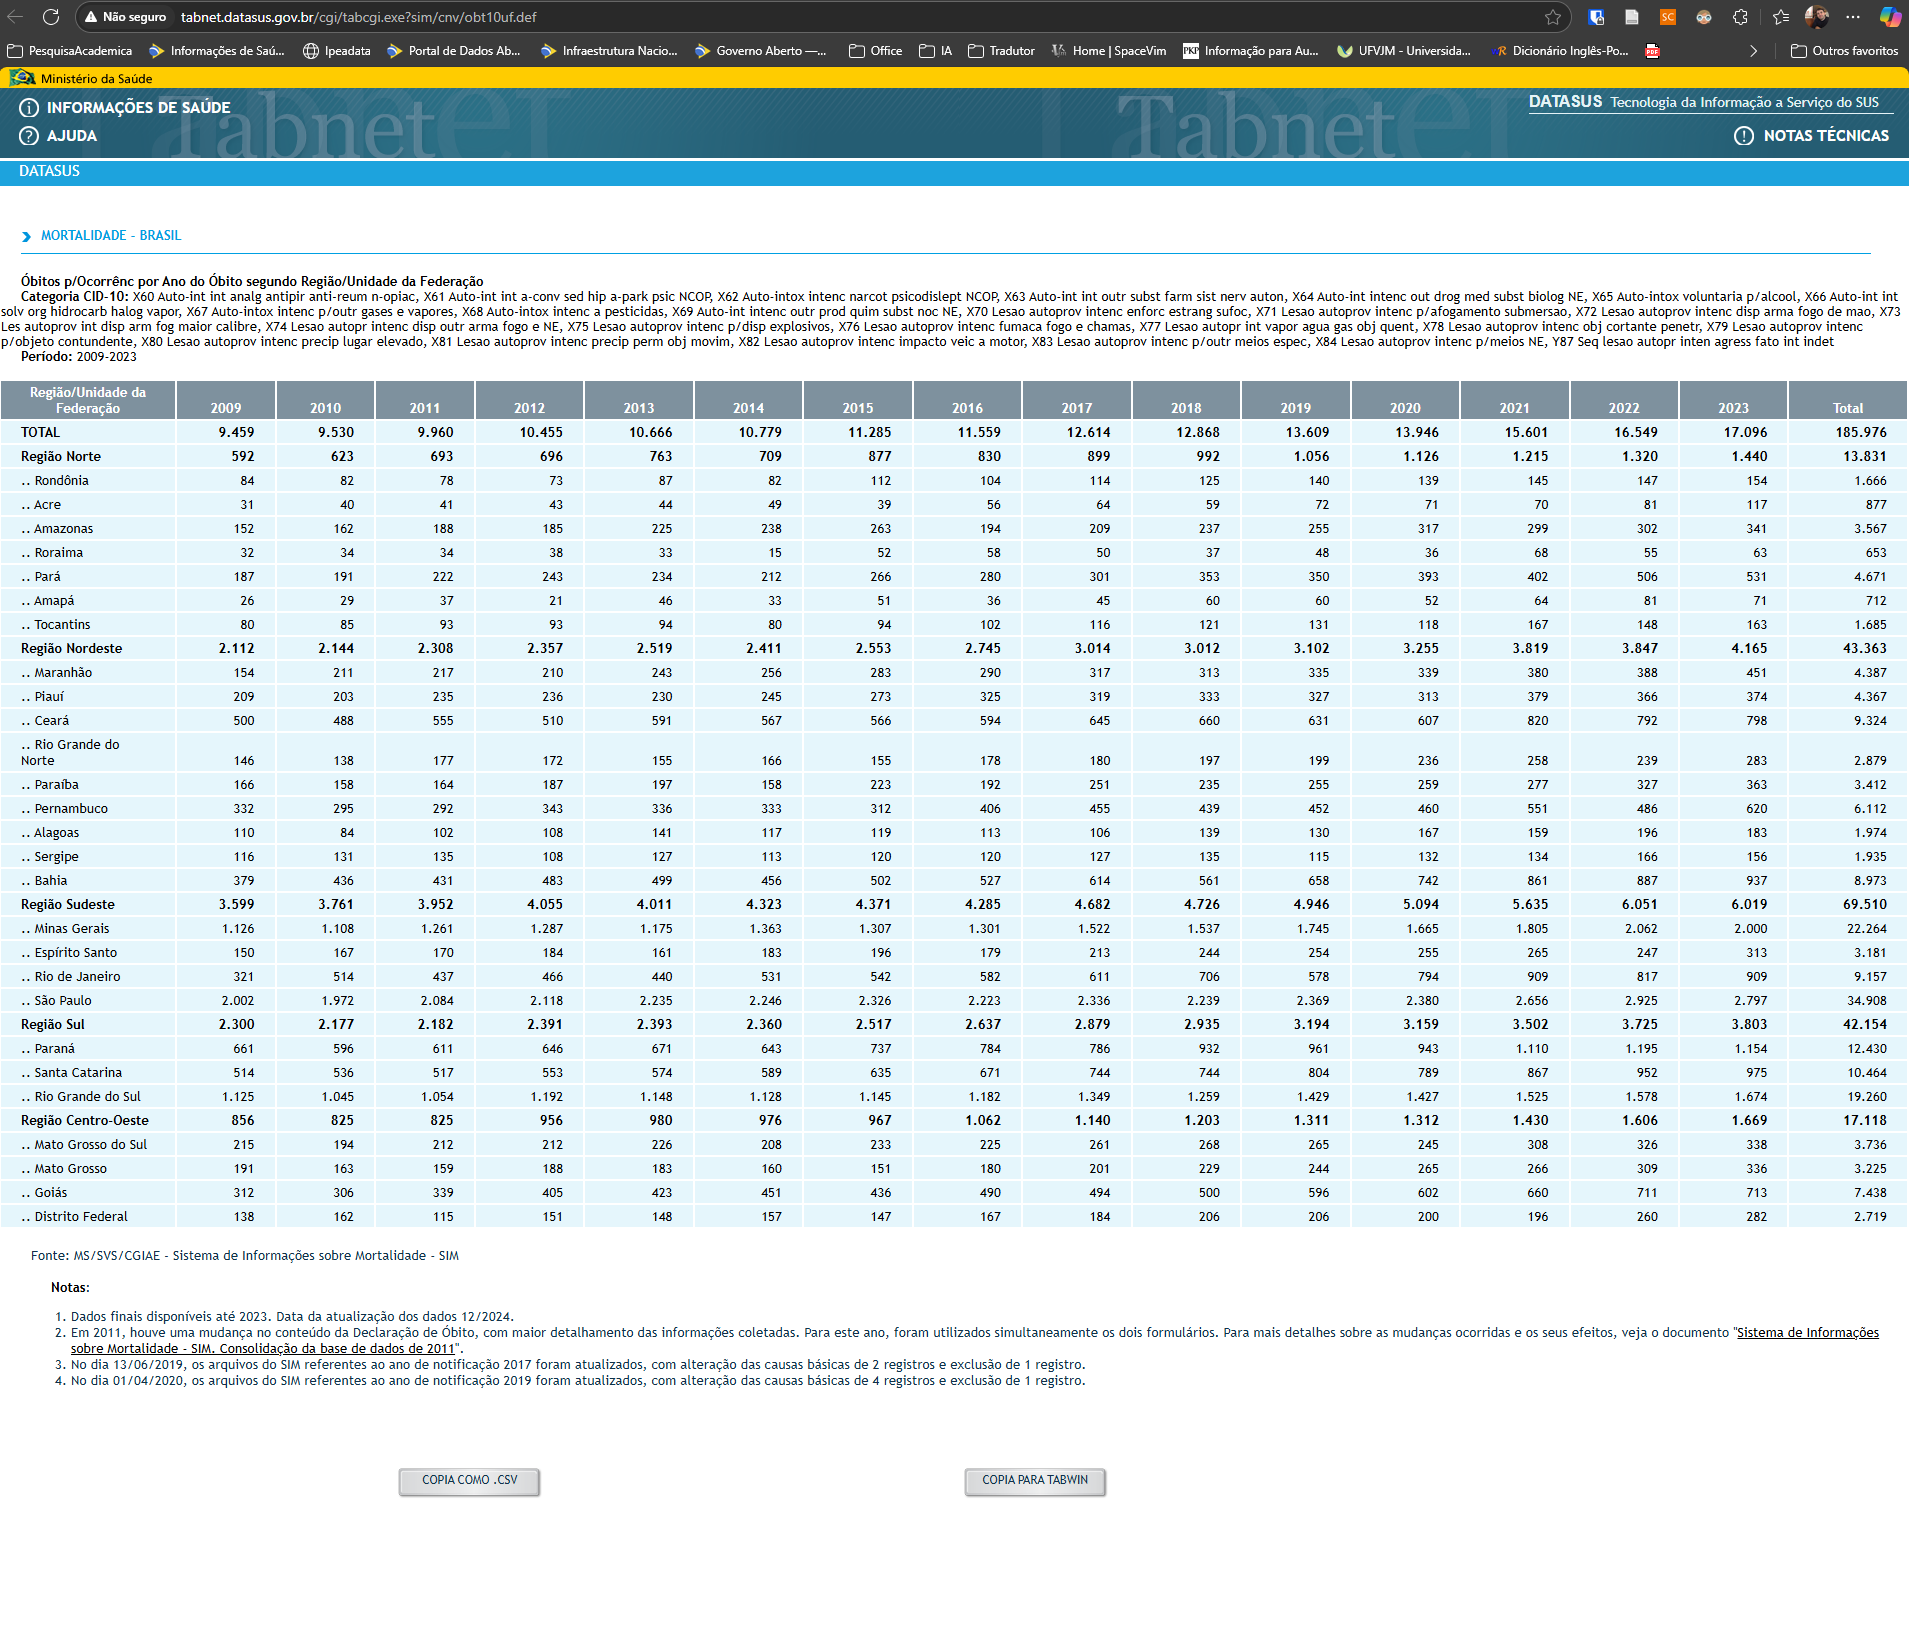 Não seguro tabnet.datasus.gov.br/cgi/tabcgi.exe?sim/cnv/obt10uf.def SC
PesquisaAcademica Informações de Saú... Ipeadata Portal de Dados Ab... Infraestrutura Nacio... Governo Aberto —... Office IA Tradutor Home | SpaceVim PKP Informação para Au... UFVJM - Universida... Dicionário Inglês-Po... PDF Outros favoritos
Ministério da Saúde
INFORMAÇÕES DE SAÚDE Tabnet Tabnet DATASUS Tecnologia da Informação a Serviço do SUS
AJUDA NOTAS TÉCNICAS
DATASUS
MORTALIDADE - BRASIL
Óbitos p/Ocorrênc por Ano do Óbito segundo Região/Unidade da Federação
Categoria CID-10: X60 Auto-int int analg antipir anti-reum n-opiac, X61 Auto-int int a-conv sed hip a-park psic NCOP, X62 Auto-intox intenc narcot psicodislept NCOP, X63 Auto-int int outr subst farm sist nerv auton, X64 Auto-int intenc out drog med subst biolog NE, X65 Auto-intox voluntaria p/alcool, X66 Auto-int int
solv org hidrocarb halog vapor, X67 Auto-intox intenc p/outr gases e vapores, X68 Auto-intox intenc a pesticidas, X69 Auto-int intenc outr prod quim subst noc NE, X70 Lesao autoprov intenc enforc estrang sufoc, X71 Lesao autoprov intenc p/afogamento submersao, X72 Lesao autoprov intenc disp arma fogo de mao, X73
Les autoprov int disp arm fog maior calibre, X74 Lesao autopr intenc disp outr arma fogo e NE, X75 Lesao autoprov intenc p/disp explosivos, X76 Lesao autoprov intenc fumaca fogo e chamas, X77 Lesao autopr int vapor agua gas obj quent, X78 Lesao autoprov intenc obj cortante penetr, X79 Lesao autoprov intenc
p/objeto contundente, X80 Lesao autoprov intenc precip lugar elevado, X81 Lesao autoprov intenc precip perm obj movim, X82 Lesao autoprov intenc impacto veic a motor, X83 Lesao autoprov intenc p/outr meios espec, X84 Lesao autoprov intenc p/meios NE, Y87 Seq lesao autopr inten agress fato int indet
Período: 2009-2023
Região/Unidade da
Federação 2009 2010 2011 2012 2013 2014 2015 2016 2017 2018 2019 2020 2021 2022 2023 Total
TOTAL 9.459 9.530 9.960 10.455 10.666 10.779 11.285 11.559 12.614 12.868 13.609 13.946 15.601 16.549 17.096 185.976
Região Norte 592 623 693 696 763 709 877 830 899 992 1.056 1.126 1.215 1.320 1.440 13.831
.. Rondônia 84 82 78 73 87 82 112 104 114 125 140 139 145 147 154 1.666
.. Acre 31 40 41 43 44 49 39 56 64 59 72 71 70 81 117 877
.. Amazonas 152 162 188 185 225 238 263 194 209 237 255 317 299 302 341 3.567
.. Roraima 32 34 34 38 33 15 52 58 50 37 48 36 68 55 63 653
.. Pará 187 191 222 243 234 212 266 280 301 353 350 393 402 506 531 4.671
.. Amapá 26 29 37 21 46 33 51 36 45 60 60 52 64 81 71 712
.. Tocantins 80 85 93 93 94 80 94 102 116 121 131 118 167 148 163 1.685
Região Nordeste 2.112 2.144 2.308 2.357 2.519 2.411 2.553 2.745 3.014 3.012 3.102 3.255 3.819 3.847 4.165 43.363
.. Maranhão 154 211 217 210 243 256 283 290 317 313 335 339 380 388 451 4.387
.. Piauí 209 203 235 236 230 245 273 325 319 333 327 313 379 366 374 4.367
.. Ceará 500 488 555 510 591 567 566 594 645 660 631 607 820 792 798 9.324
.. Rio Grande do
Norte 146 138 177 172 155 166 155 178 180 197 199 236 258 239 283 2.879
.. Paraíba 166 158 164 187 197 158 223 192 251 235 255 259 277 327 363 3.412
.. Pernambuco 332 295 292 343 336 333 312 406 455 439 452 460 551 486 620 6.112
.. Alagoas 110 84 102 108 141 117 119 113 106 139 130 167 159 196 183 1.974
.. Sergipe 116 131 135 108 127 113 120 120 127 135 115 132 134 166 156 1.935
.. Bahia 379 436 431 483 499 456 502 527 614 561 658 742 861 887 937 8.973
Região Sudeste 3.599 3.761 3.952 4.055 4.011 4.323 4.371 4.285 4.682 4.726 4.946 5.094 5.635 6.051 6.019 69.510
.. Minas Gerais 1.126 1.108 1.261 1.287 1.175 1.363 1.307 1.301 1.522 1.537 1.745 1.665 1.805 2.062 2.000 22.264
.. Espírito Santo 150 167 170 184 161 183 196 179 213 244 254 255 265 247 313 3.181
.. Rio de Janeiro 321 514 437 466 440 531 542 582 611 706 578 794 909 817 909 9.157
.. São Paulo 2.002 1.972 2.084 2.118 2.235 2.246 2.326 2.223 2.336 2.239 2.369 2.380 2.656 2.925 2.797 34.908
Região Sul 2.300 2.177 2.182 2.391 2.393 2.360 2.517 2.637 2.879 2.935 3.194 3.159 3.502 3.725 3.803 42.154
.. Paraná 661 596 611 646 671 643 737 784 786 932 961 943 1.110 1.195 1.154 12.430
.. Santa Catarina 514 536 517 553 574 589 635 671 744 744 804 789 867 952 975 10.464
.. Rio Grande do Sul 1.125 1.045 1.054 1.192 1.148 1.128 1.145 1.182 1.349 1.259 1.429 1.427 1.525 1.578 1.674 19.260
Região Centro-Oeste 856 825 825 956 980 976 967 1.062 1.140 1.203 1.311 1.312 1.430 1.606 1.669 17.118
.. Mato Grosso do Sul 215 194 212 212 226 208 233 225 261 268 265 245 308 326 338 3.736
.. Mato Grosso 191 163 159 188 183 160 151 180 201 229 244 265 266 309 336 3.225
.. Goiás 312 306 339 405 423 451 436 490 494 500 596 602 660 711 713 7.438
.. Distrito Federal 138 162 115 151 148 157 147 167 184 206 206 200 196 260 282 2.719
Fonte: MS/SVS/CGIAE - Sistema de Informações sobre Mortalidade - SIM
Notas:
1. Dados finais disponíveis até 2023. Data da atualização dos dados 12/2024.
2. Em 2011, houve uma mudança no conteúdo da Declaração de Óbito, com maior detalhamento das informações coletadas. Para este ano, foram utilizados simultaneamente os dois formulários. Para mais detalhes sobre as mudanças ocorridas e os seus efeitos, veja o documento "Sistema de Informações
sobre Mortalidade - SIM. Consolidação da base de dados de 2011".
3. No dia 13/06/2019, os arquivos do SIM referentes ao ano de notificação 2017 foram atualizados, com alteração das causas básicas de 2 registros e exclusão de 1 registro.
4. No dia 01/04/2020, os arquivos do SIM referentes ao ano de notificação 2019 foram atualizados, com alteração das causas básicas de 4 registros e exclusão de 1 registro.
COPIA COMO .CSV COPIA PARA TABWIN